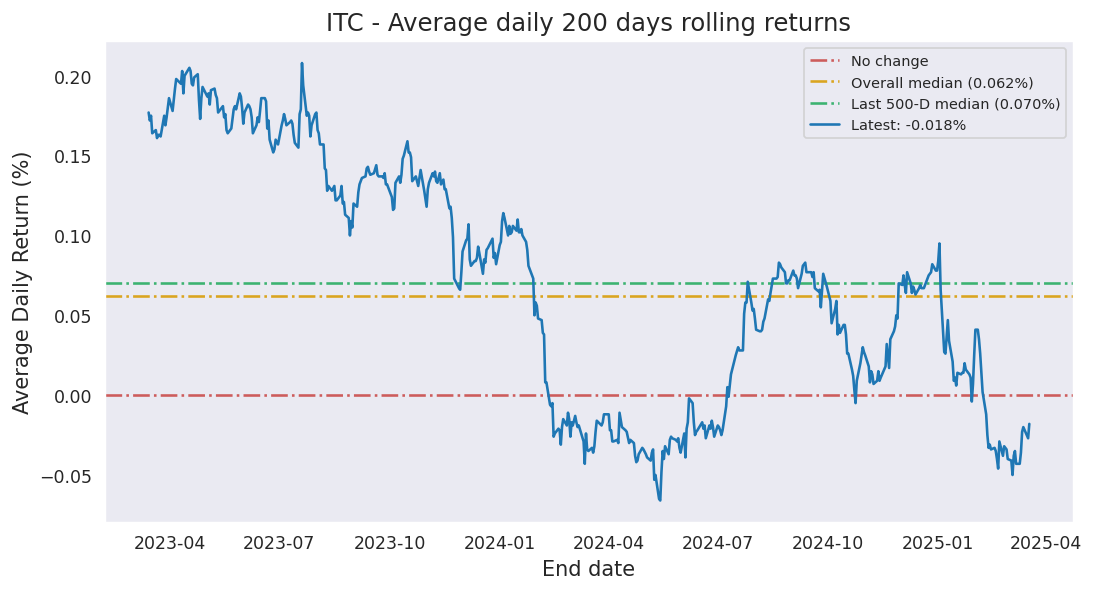 ITC - Average daily 200 days rolling returns
No change
Overall median (0.062%)
Last 500-D median (0.070%)
Latest: -0.018%
Average Daily Return (%)
0.20
0.15
0.10
0.05
0.00
−0.05
2023-04 2023-07 2023-10 2024-01 2024-04 2024-07 2024-10 2025-01 2025-04
End date